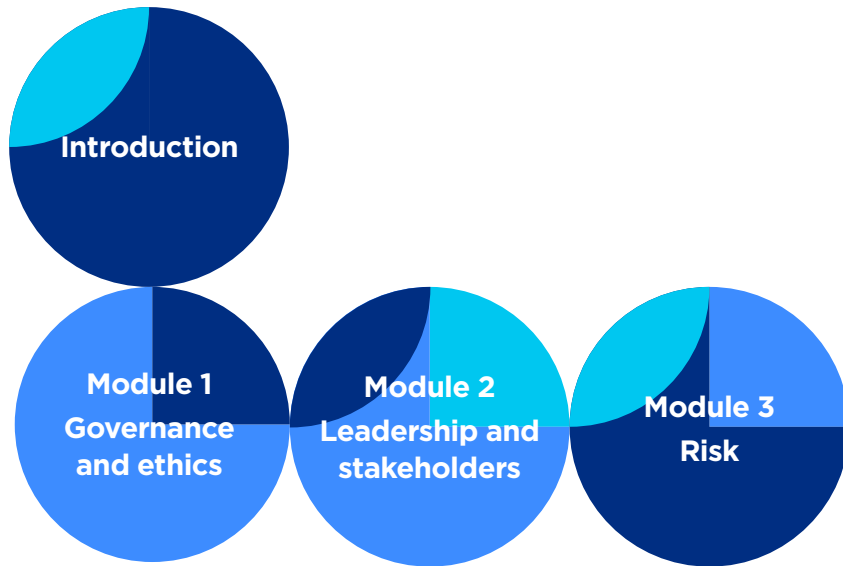 Introduction
Module 1
Governance
and ethics
Module 2
Leadership and
stakeholders
Module 3
Risk